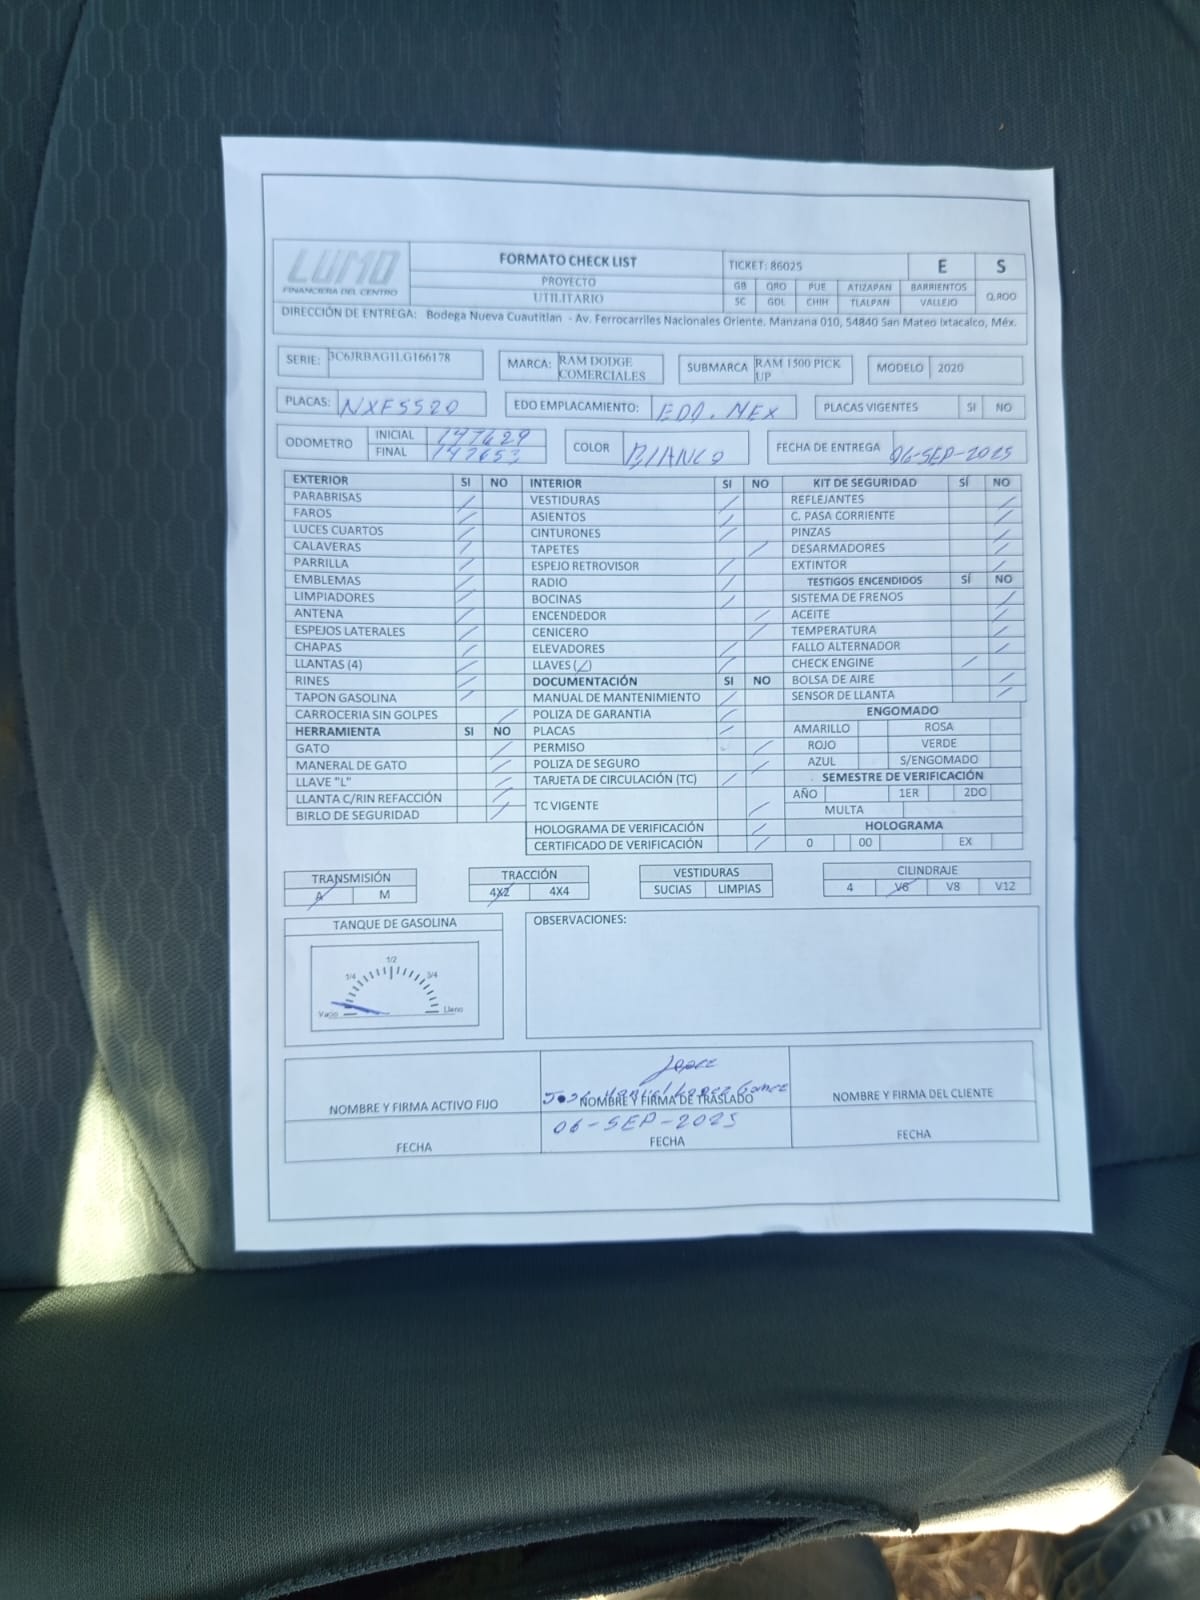 LUMO
FINANCIERA DEL CENTRO
FORMATO CHECK LIST
PROYECTO
UTILITARIO
TICKET: 86025 E S
GB QRO PUE ATIZAPAN BARRIENTOS Q.ROO
SC GDL CHIH TLALPAN VALLEJO
DIRECCIÓN DE ENTREGA: Bodega Nueva Cuautitlan - Av. Ferrocarriles Nacionales Oriente. Manzana 010, 54840 San Mateo Ixtacalco, Méx.
SERIE: 3C6JRBAG1LG166178 MARCA: RAM DODGE COMERCIALES SUBMARCA RAM 1500 PICK UP MODELO 2020
PLACAS: NXF5520 EDO EMPLACAMIENTO: EDO. MEX PLACAS VIGENTES SI NO
ODOMETRO INICIAL 147629 COLOR BLANCO FECHA DE ENTREGA 06-SEP-2025
FINAL 147653
EXTERIOR SI NO
PARABRISAS
FAROS
LUCES CUARTOS
CALAVERAS
PARRILLA
EMBLEMAS
LIMPIADORES
ANTENA
ESPEJOS LATERALES
CHAPAS
LLANTAS (4)
RINES
TAPON GASOLINA
CARROCERIA SIN GOLPES
HERRAMIENTA SI NO
GATO
MANERAL DE GATO
LLAVE "L"
LLANTA C/RIN REFACCIÓN
BIRLO DE SEGURIDAD
INTERIOR SI NO
VESTIDURAS
ASIENTOS
CINTURONES
TAPETES
ESPEJO RETROVISOR
RADIO
BOCINAS
ENCENDEDOR
CENICERO
ELEVADORES
LLAVES ( )
DOCUMENTACIÓN SI NO
MANUAL DE MANTENIMIENTO
POLIZA DE GARANTIA
PLACAS
PERMISO
POLIZA DE SEGURO
TARJETA DE CIRCULACIÓN (TC)
TC VIGENTE
HOLOGRAMA DE VERIFICACIÓN
CERTIFICADO DE VERIFICACIÓN
KIT DE SEGURIDAD SÍ NO
REFLEJANTES
C. PASA CORRIENTE
PINZAS
DESARMADORES
EXTINTOR
TESTIGOS ENCENDIDOS SÍ NO
SISTEMA DE FRENOS
ACEITE
TEMPERATURA
FALLO ALTERNADOR
CHECK ENGINE
BOLSA DE AIRE
SENSOR DE LLANTA
ENGOMADO
AMARILLO ROSA
ROJO VERDE
AZUL S/ENGOMADO
SEMESTRE DE VERIFICACIÓN
AÑO 1ER 2DO
MULTA
HOLOGRAMA
0 00 EX
TRANSMISIÓN
A M
TRACCIÓN
4X2 4X4
VESTIDURAS
SUCIAS LIMPIAS
CILINDRAJE
4 V6 V8 V12
TANQUE DE GASOLINA
1/2
1/4 3/4
Vacio Lleno
OBSERVACIONES:
NOMBRE Y FIRMA ACTIVO FIJO
FECHA
Lopez
Lopez Gomez
NOMBRE Y FIRMA DE TRASLADO
06-SEP-2025
FECHA
NOMBRE Y FIRMA DEL CLIENTE
FECHA